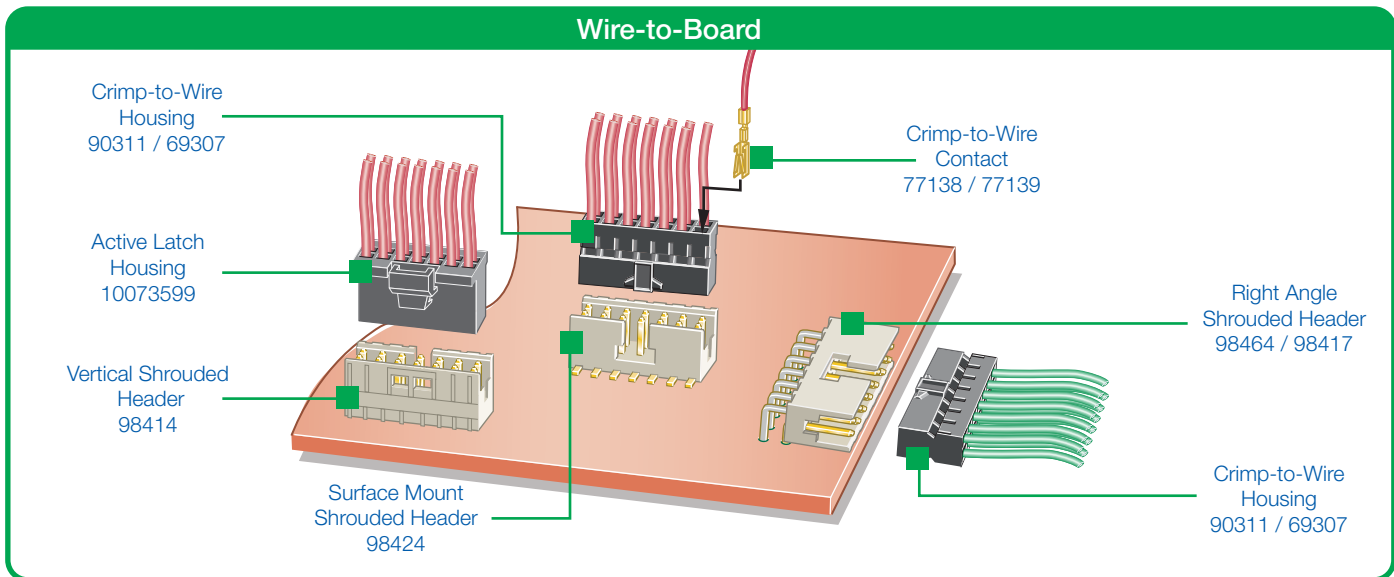 Wire-to-Board
Crimp-to-Wire
Housing
90311 / 69307
Crimp-to-Wire
Contact
77138 / 77139
Active Latch
Housing
10073599
Right Angle
Shrouded Header
98464 / 98417
Vertical Shrouded
Header
98414
Surface Mount
Shrouded Header
98424
Crimp-to-Wire
Housing
90311 / 69307